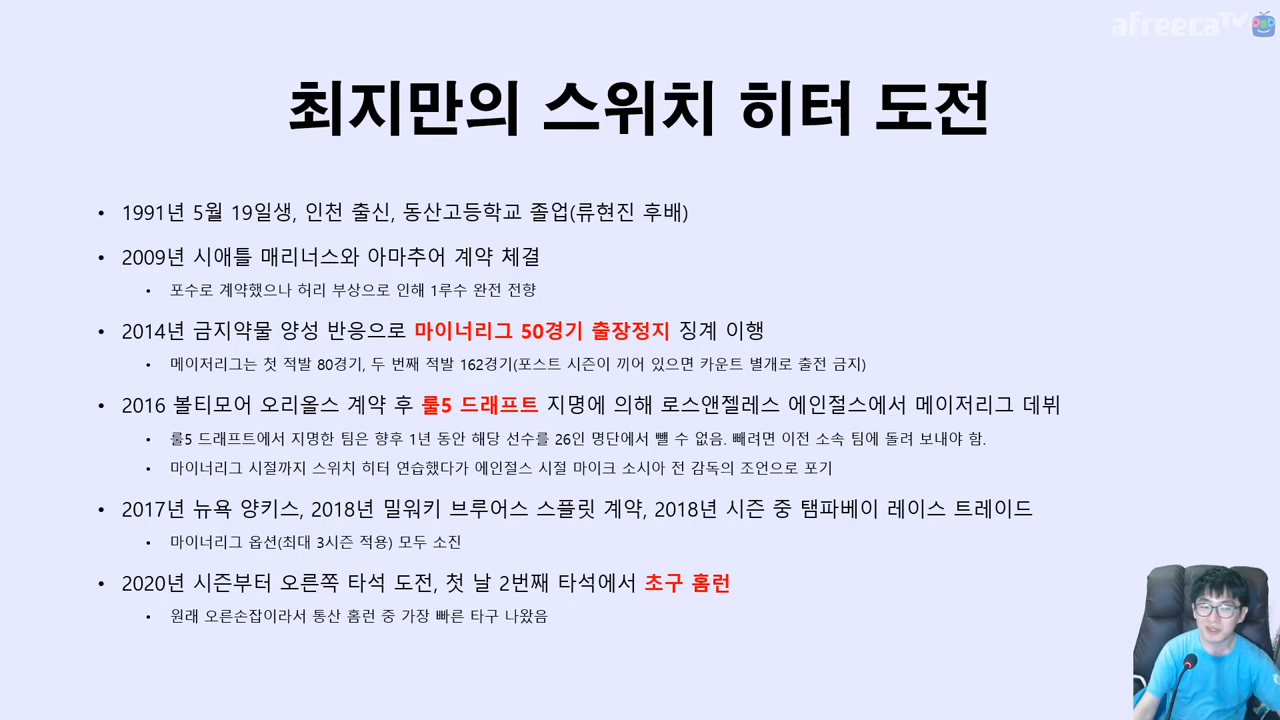 afreecaTV
최지만의 스위치 히터 도전
• 1991년 5월 19일생, 인천 출신, 동산고등학교 졸업(류현진 후배)
• 2009년 시애틀 매리너스와 아마추어 계약 체결
• 포수로 계약했으나 허리 부상으로 인해 1루수 완전 전향
• 2014년 금지약물 양성 반응으로 마이너리그 50경기 출장정지 징계 이행
• 메이저리그는 첫 적발 80경기, 두 번째 적발 162경기(포스트 시즌이 끼어 있으면 카운트 별개로 출전 금지)
• 2016 볼티모어 오리올스 계약 후 룰5 드래프트 지명에 의해 로스앤젤레스 에인절스에서 메이저리그 데뷔
• 룰5 드래프트에서 지명한 팀은 향후 1년 동안 해당 선수를 26인 명단에서 뺄 수 없음. 빼려면 이전 소속 팀에 돌려 보내야 함.
• 마이너리그 시절까지 스위치 히터 연습했다가 에인절스 시절 마이크 소시아 전 감독의 조언으로 포기
• 2017년 뉴욕 양키스, 2018년 밀워키 브루어스 스플릿 계약, 2018년 시즌 중 탬파베이 레이스 트레이드
• 마이너리그 옵션(최대 3시즌 적용) 모두 소진
• 2020년 시즌부터 오른쪽 타석 도전, 첫 날 2번째 타석에서 초구 홈런
• 원래 오른손잡이라서 통산 홈런 중 가장 빠른 타구 나왔음